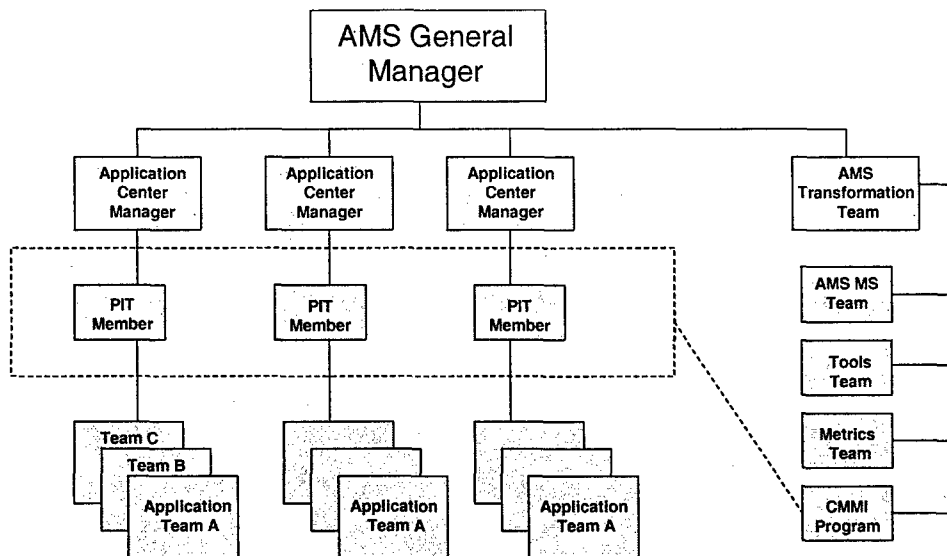 AMS General
Manager
Application
Center
Manager
Application
Center
Manager
Application
Center
Manager
AMS
Transformation
Team
PIT
Member
PIT
Member
PIT
Member
AMS MS
Team
Tools
Team
Metrics
Team
CMMI
Program
Team C
Team B
Application
Team A
Application
Team A
Application
Team A